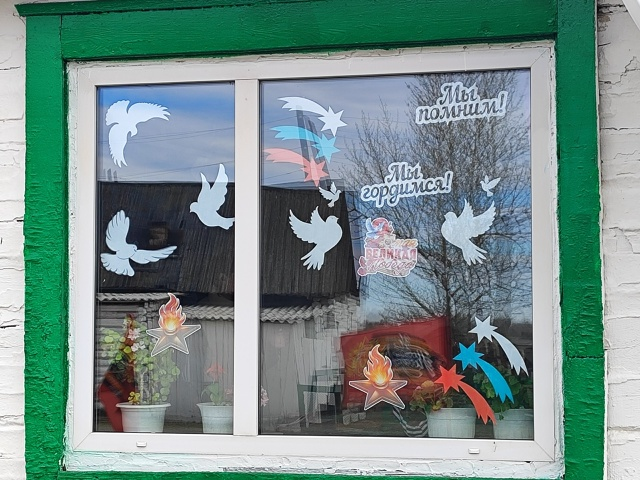 Мы
помним!
Мы
гордимся!
ВЕЛИКАЯ
Победа